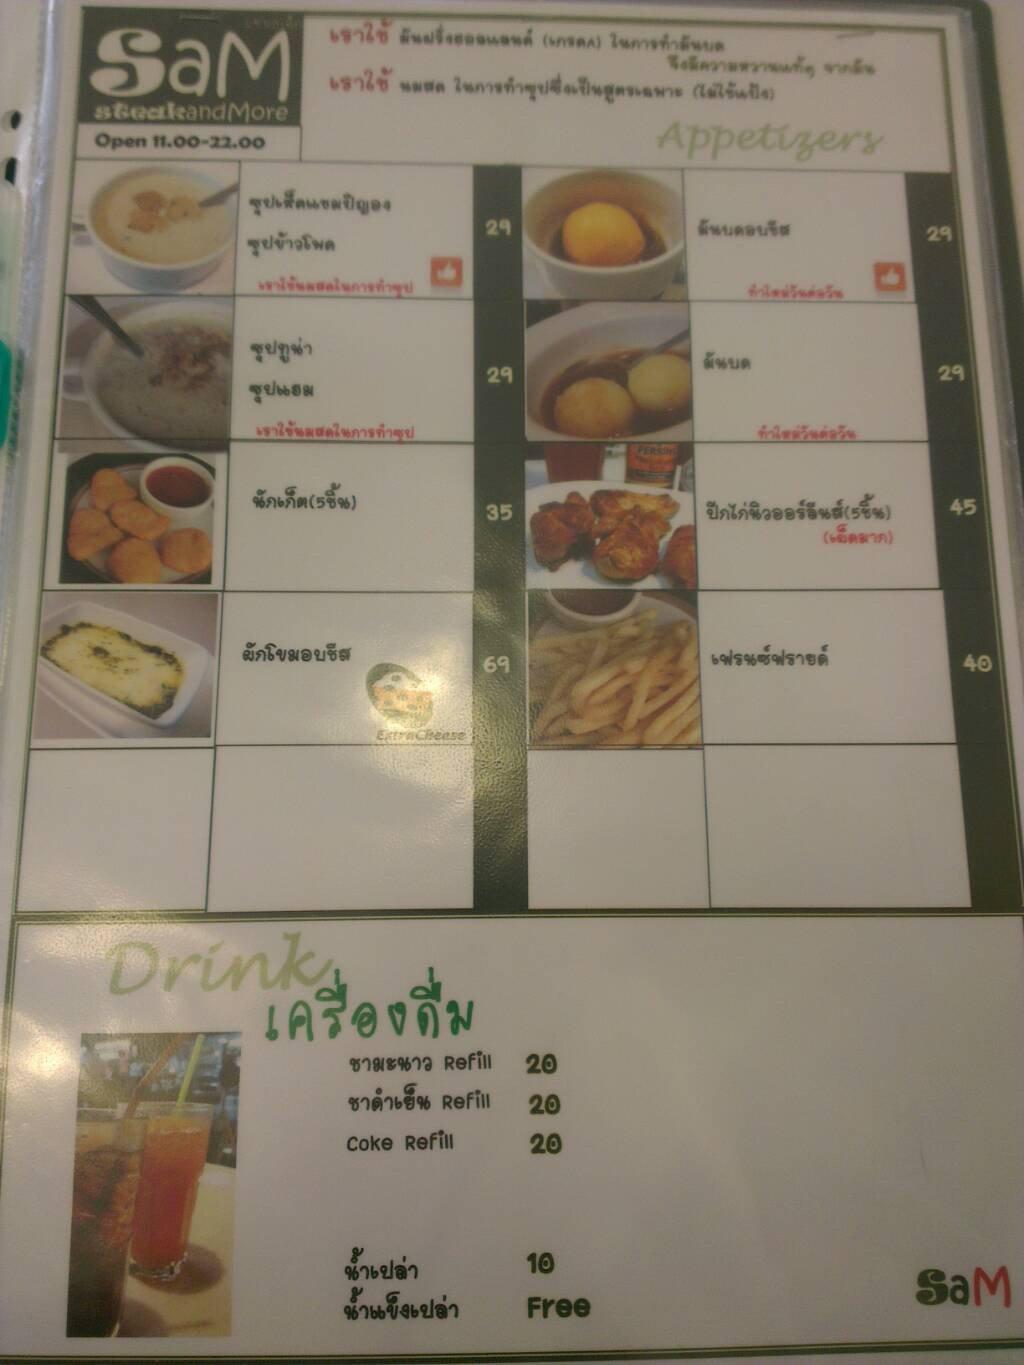 SaM
steakandMore
Open 11.00-22.00
เราใช้ มันฝรั่งฮอลแลนด์ (เกรดA) ในการทำมันบด
จึงมีความหวานแท้ๆ จากมัน
เราใช้ นมสด ในการทำซุปซึ่งเป็นสูตรเฉพาะ (ไม่ใช้แป้ง)
Appetizers
ซุปเห็ดแชมปิญอง
ซุปข้าวโพด
เราใช้นมสดในการทำซุป
29
มันบดอบชีส
ทำใหม่วันต่อวัน
29
ซุปทูน่า
ซุปแฮม
เราใช้นมสดในการทำซุป
29
มันบด
ทำใหม่วันต่อวัน
29
นักเก็ต(5ชิ้น)
35
ปีกไก่นิวออร์ลีนส์(5ชิ้น)
(เผ็ดมาก)
45
ผักโขมอบชีส
ExtraCheese
69
เฟรนซ์ฟรายด์
40
Drink
เครื่องดื่ม
ชามะนาว Refill 20
ชาดำเย็น Refill 20
Coke Refill 20
น้ำเปล่า 10
น้ำแข็งเปล่า Free
SaM